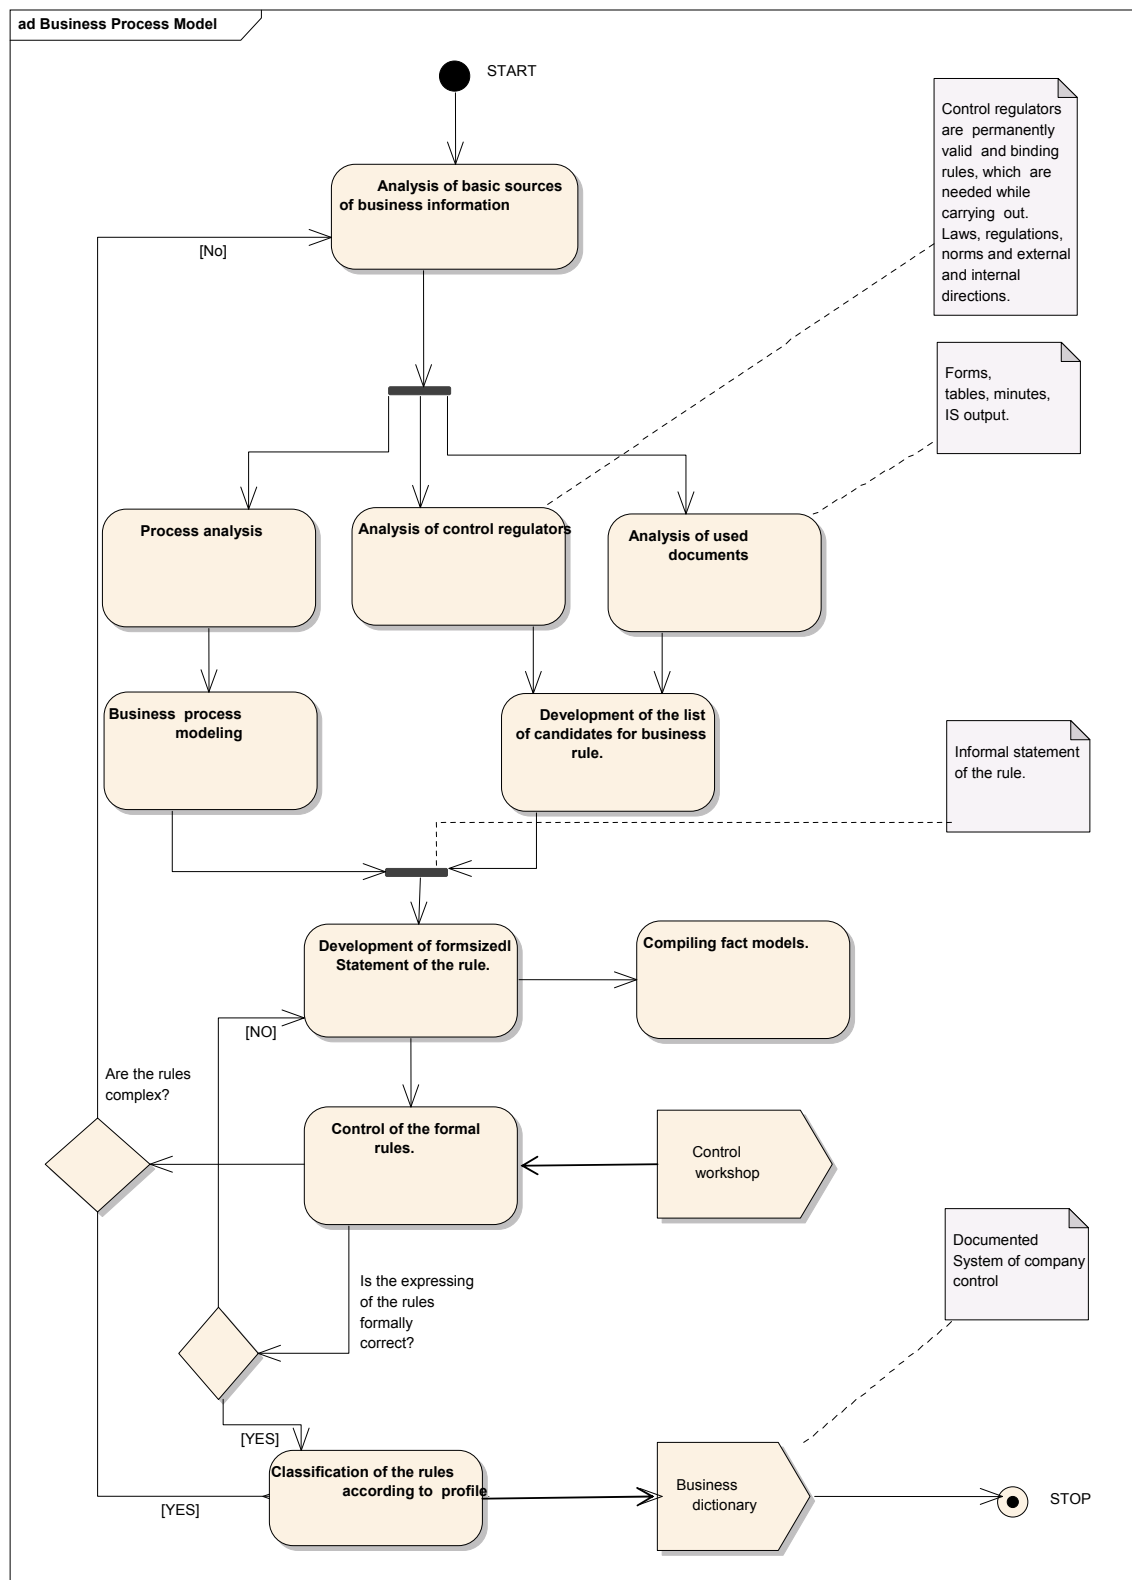 ad Business Process Model
START
Control regulators
are permanently
valid and binding
rules, which are
needed while
carrying out.
Laws, regulations,
norms and external
and internal
directions.
Analysis of basic sources
of business information
[No]
Forms,
tables, minutes,
IS output.
Process analysis
Analysis of control regulators
Analysis of used
documents
Business process
modeling
Development of the list
of candidates for business
rule.
Informal statement
of the rule.
Development of formsizedl
Statement of the rule.
Compiling fact models.
[NO]
Are the rules
complex?
Control of the formal
rules.
Control
workshop
Is the expressing
of the rules
formally
correct?
Documented
System of company
control
[YES]
Classification of the rules
according to profile
[YES]
Business
dictionary
STOP